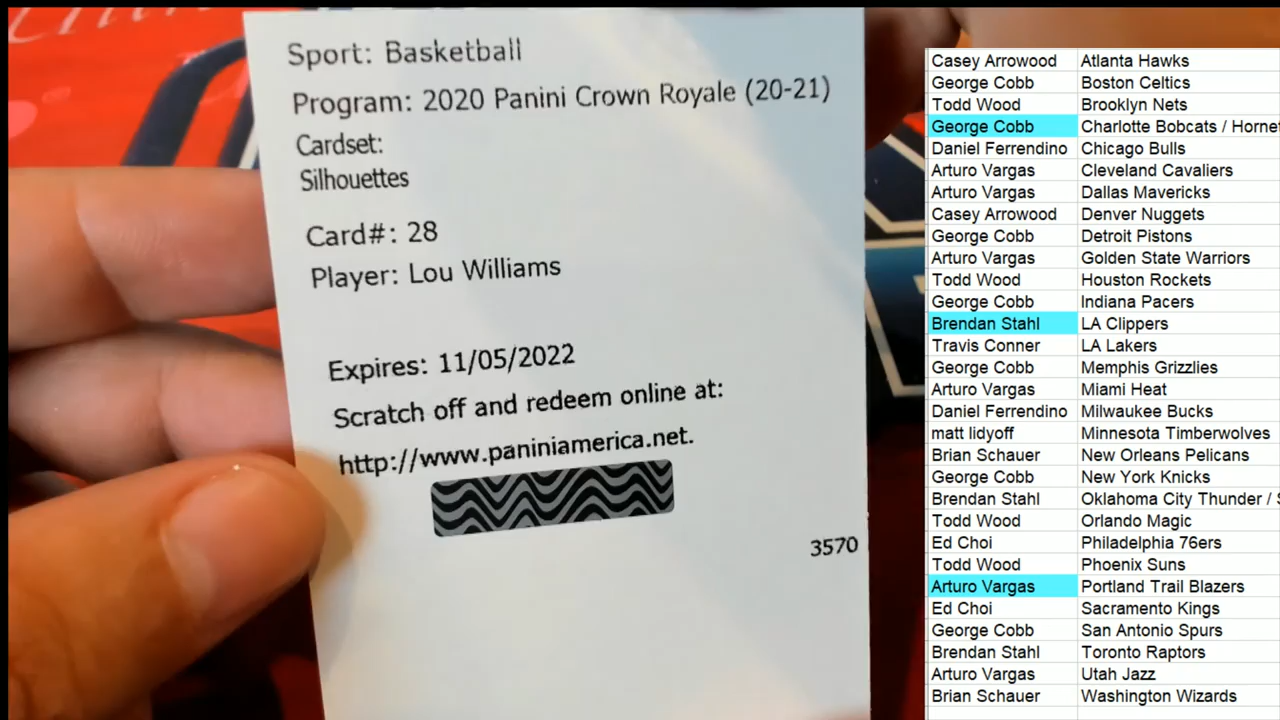 Sport: Basketball
Program: 2020 Panini Crown Royale (20-21)
Cardset:
Silhouettes
Card#: 28
Player: Lou Williams
Expires: 11/05/2022
Scratch off and redeem online at:
http://www.paniniamerica.net.
3570
Casey Arrowood Atlanta Hawks
George Cobb Boston Celtics
Todd Wood Brooklyn Nets
George Cobb Charlotte Bobcats / Hornet
Daniel Ferrendino Chicago Bulls
Arturo Vargas Cleveland Cavaliers
Arturo Vargas Dallas Mavericks
Casey Arrowood Denver Nuggets
George Cobb Detroit Pistons
Arturo Vargas Golden State Warriors
Todd Wood Houston Rockets
George Cobb Indiana Pacers
Brendan Stahl LA Clippers
Travis Conner LA Lakers
George Cobb Memphis Grizzlies
Arturo Vargas Miami Heat
Daniel Ferrendino Milwaukee Bucks
matt lidyoff Minnesota Timberwolves
Brian Schauer New Orleans Pelicans
George Cobb New York Knicks
Brendan Stahl Oklahoma City Thunder / S
Todd Wood Orlando Magic
Ed Choi Philadelphia 76ers
Todd Wood Phoenix Suns
Arturo Vargas Portland Trail Blazers
Ed Choi Sacramento Kings
George Cobb San Antonio Spurs
Brendan Stahl Toronto Raptors
Arturo Vargas Utah Jazz
Brian Schauer Washington Wizards